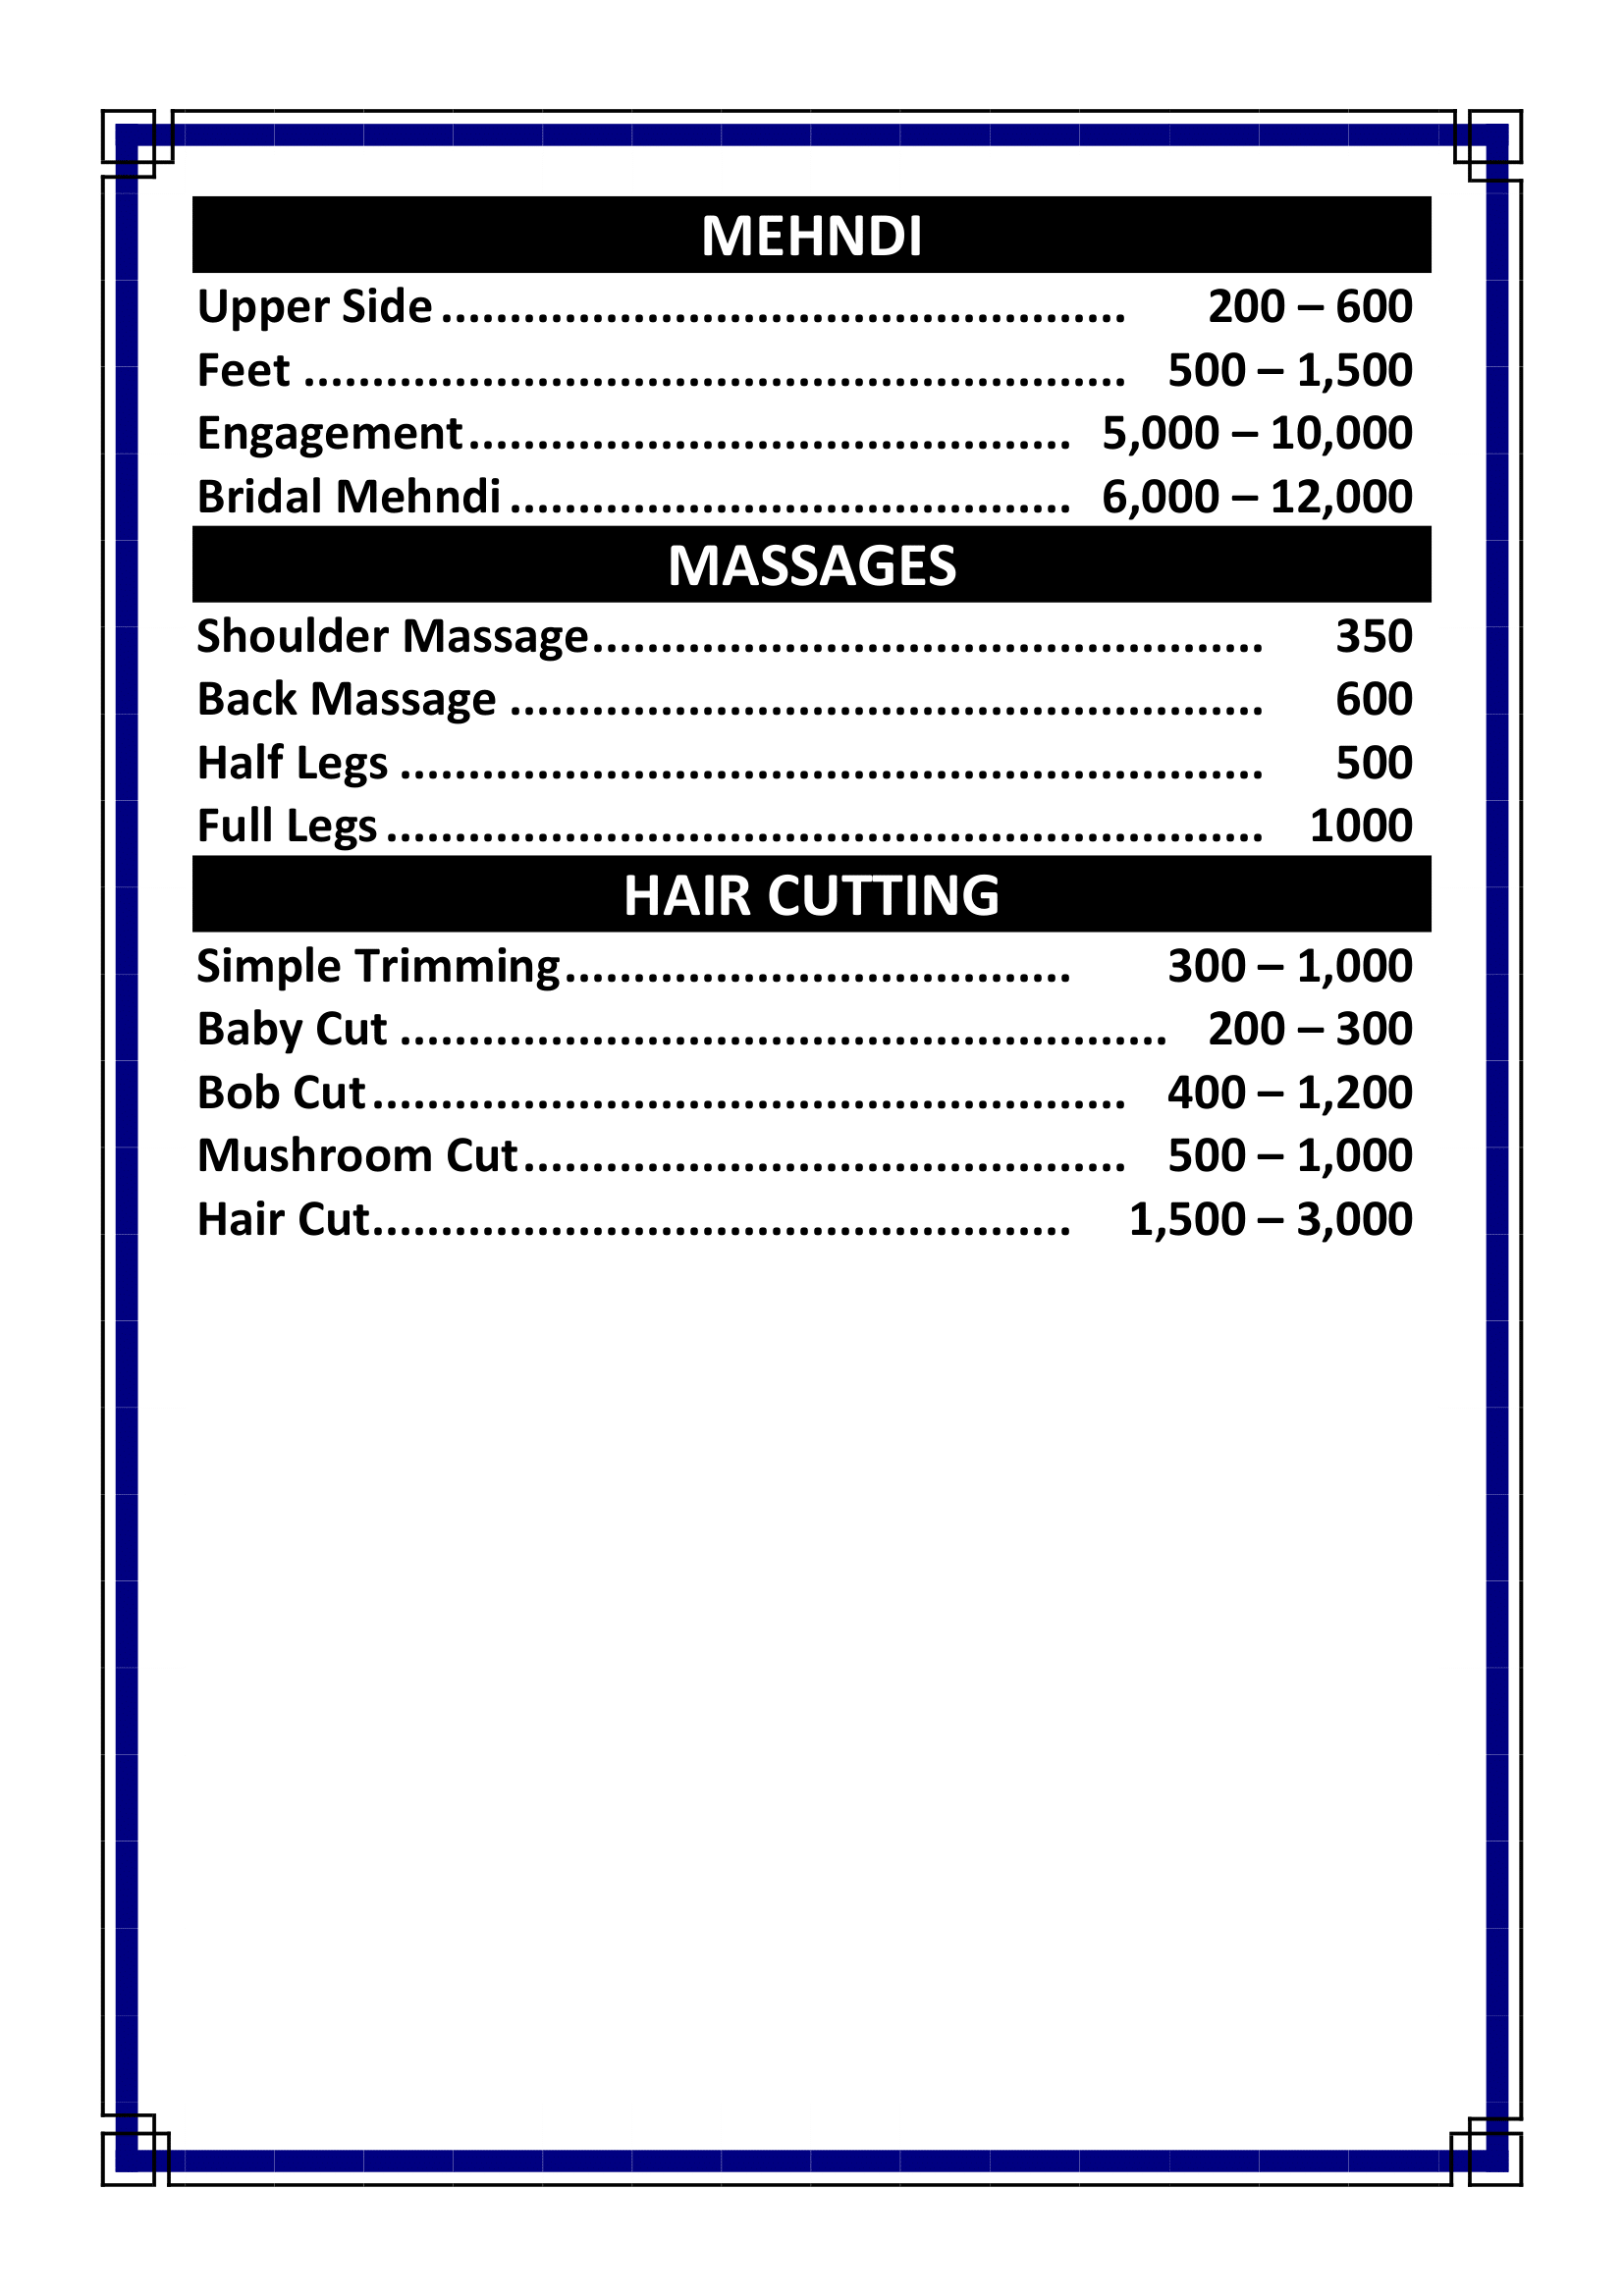 MEHNDI
Upper Side .................................................. 200 – 600
Feet ............................................................ 500 – 1,500
Engagement............................................ 5,000 – 10,000
Bridal Mehndi ......................................... 6,000 – 12,000
MASSAGES
Shoulder Massage................................................. 350
Back Massage ....................................................... 600
Half Legs ............................................................... 500
Full Legs ................................................................ 1000
HAIR CUTTING
Simple Trimming..................................... 300 – 1,000
Baby Cut ........................................................ 200 – 300
Bob Cut ....................................................... 400 – 1,200
Mushroom Cut............................................ 500 – 1,000
Hair Cut................................................... 1,500 – 3,000